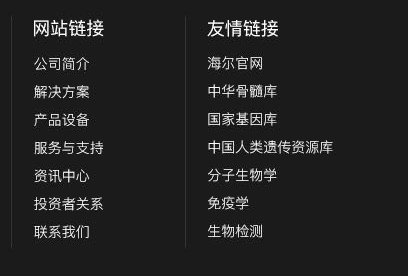 网站链接
公司简介
解决方案
产品设备
服务与支持
资讯中心
投资者关系
联系我们
友情链接
海尔官网
中华骨髓库
国家基因库
中国人类遗传资源库
分子生物学
免疫学
生物检测